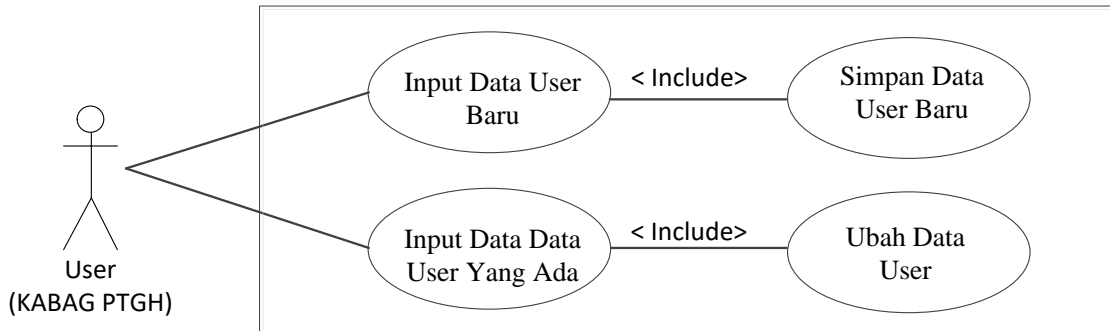 Input Data User
Baru
< Include>
Simpan Data
User Baru
Input Data Data
User Yang Ada
< Include>
Ubah Data
User
User
(KABAG PTGH)